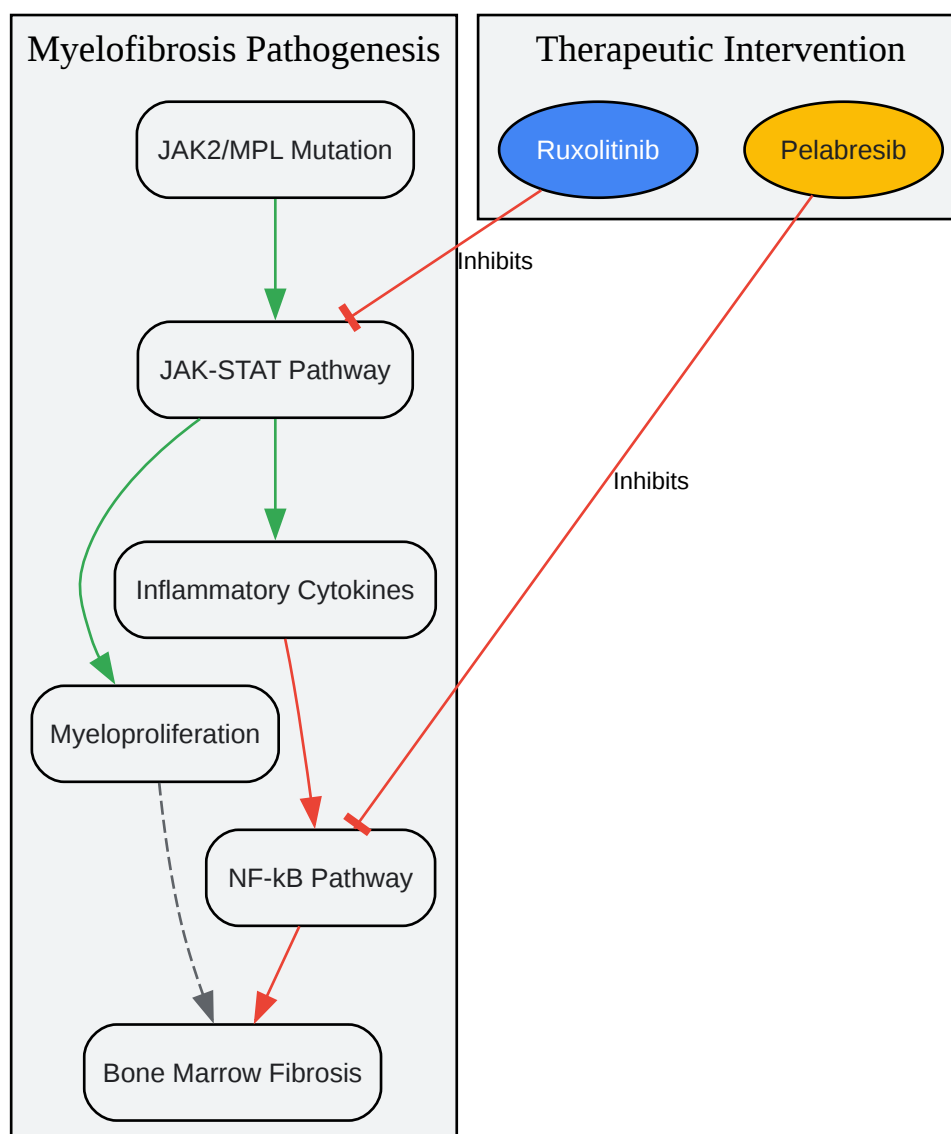 Myelofibrosis Pathogenesis
Therapeutic Intervention
JAK2/MPL Mutation
Ruxolitinib
Pelabresib
Inhibits
JAK-STAT Pathway
Inhibits
Inflammatory Cytokines
Myeloproliferation
NF-kB Pathway
Bone Marrow Fibrosis